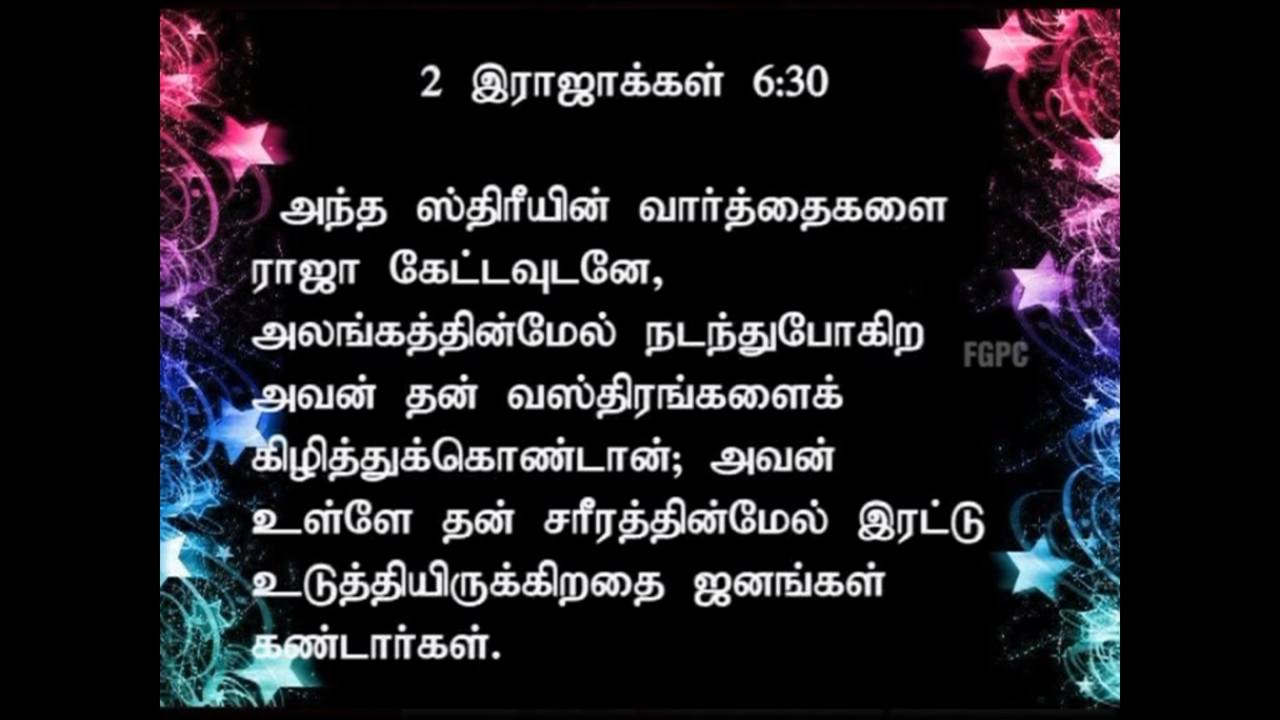 2 இராஜாக்கள் 6:30
அந்த ஸ்திரீயின் வார்த்தைகளை
ராஜா கேட்டவுடனே,
அலங்கத்தின்மேல் நடந்துபோகிற
அவன் தன் வஸ்திரங்களைக்
கிழித்துக்கொண்டான்; அவன்
உள்ளே தன் சரீரத்தின்மேல் இரட்டு
உடுத்தியிருக்கிறதை ஜனங்கள்
கண்டார்கள்.
FGPC